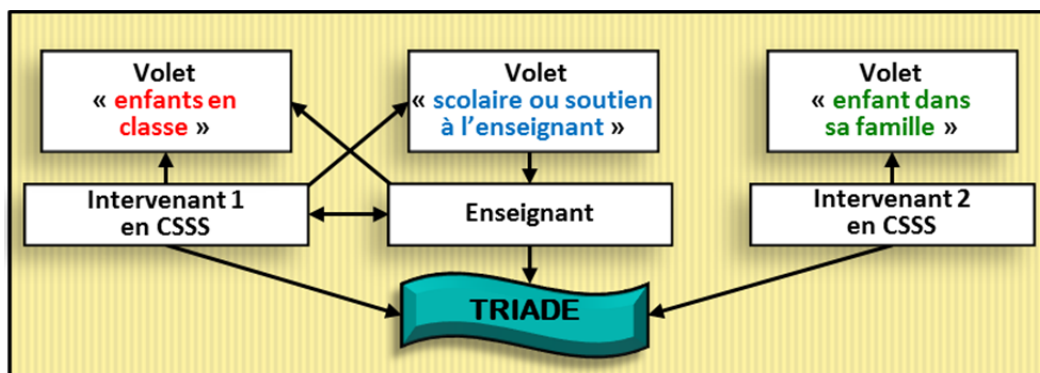 Volet
« enfants en
classe »
Volet
« scolaire ou soutien
à l’enseignant »
Volet
« enfant dans
sa famille »
Intervenant 1
en CSSS
Enseignant
Intervenant 2
en CSSS
TRIADE